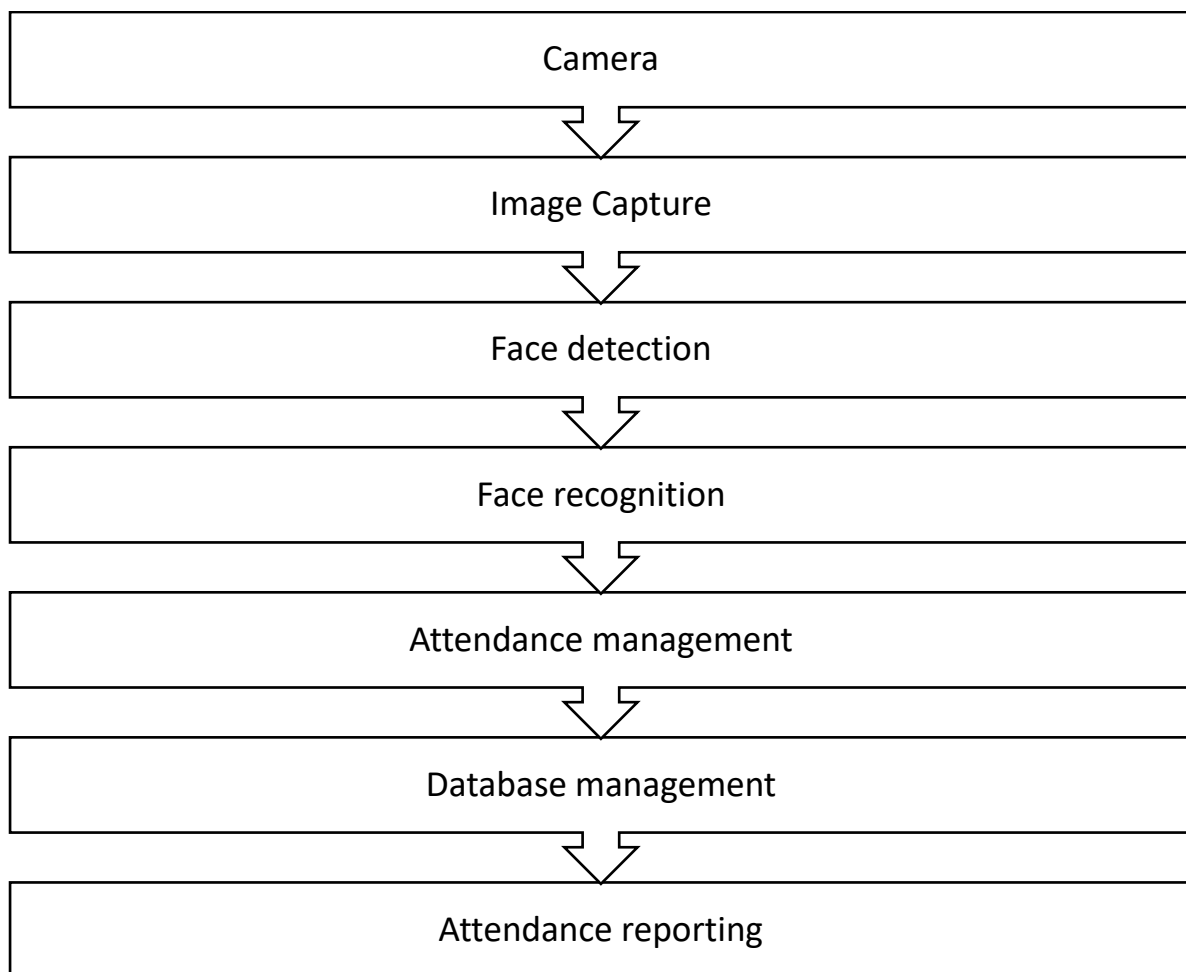 Camera
Image Capture
Face detection
Face recognition
Attendance management
Database management
Attendance reporting